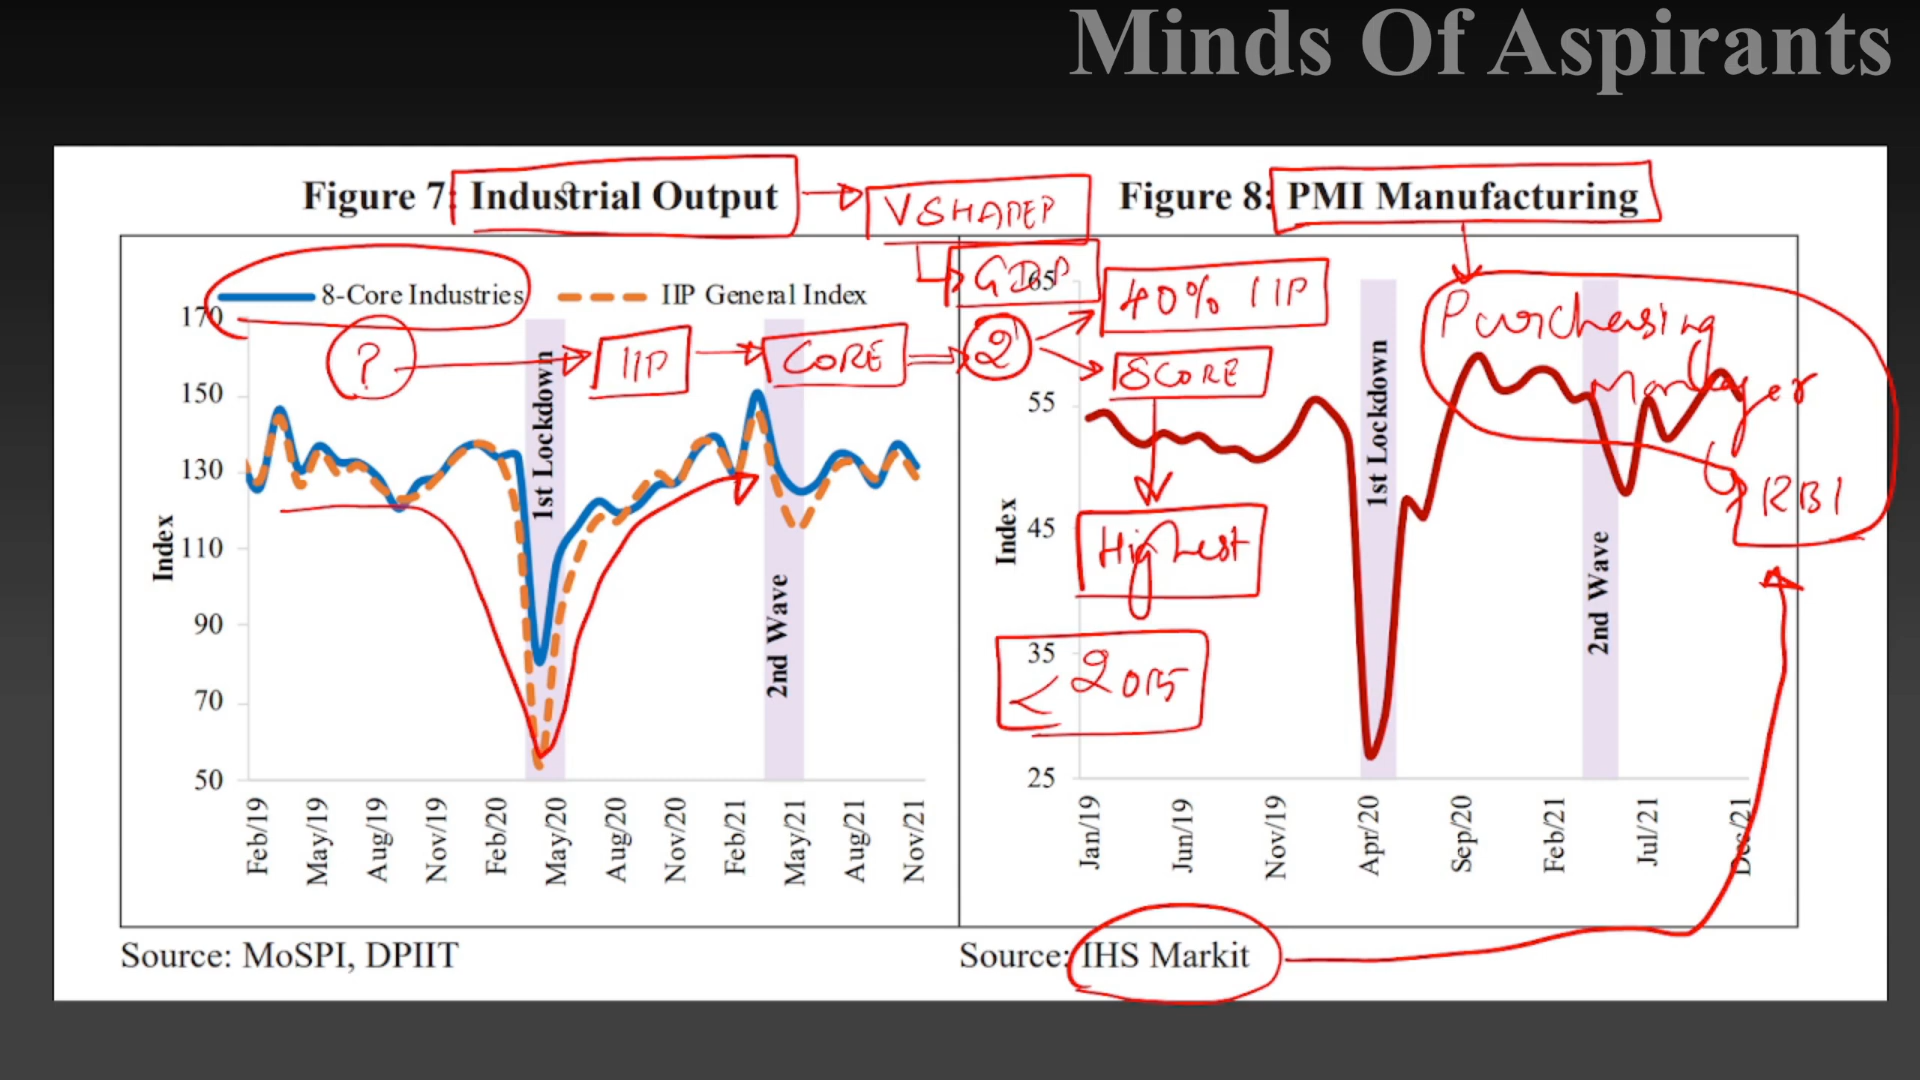 Minds Of Aspirants
Figure 7: Industrial Output
VSHAPED
Figure 8: PMI Manufacturing
8-Core Industries
IIP General Index
GDP
65
40% IIP
Purchasing
Manager
RBI
170
150
130
110
90
70
50
Index
?
IIP
CORE
2
8CORE
Highest
< 2015
1st Lockdown
2nd Wave
Feb/19
May/19
Aug/19
Nov/19
Feb/20
May/20
Aug/20
Nov/20
Feb/21
May/21
Aug/21
Nov/21
55
45
35
25
Index
1st Lockdown
2nd Wave
Jan/19
Jun/19
Nov/19
Apr/20
Sep/20
Feb/21
Jul/21
Dec/21
Source: MoSPI, DPIIT
Source: IHS Markit